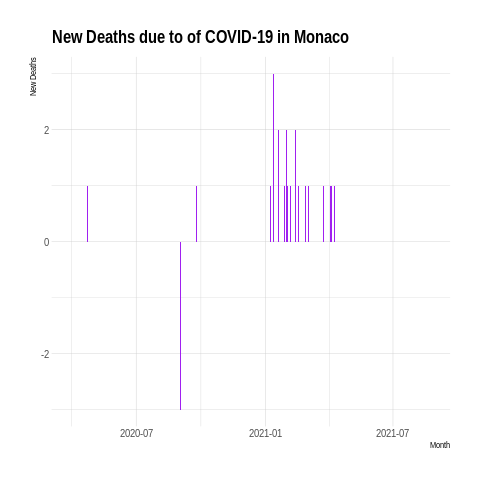 New Deaths due to of COVID-19 in Monaco
New Deaths
2
0
-2
2020-07
2021-01
2021-07
Month